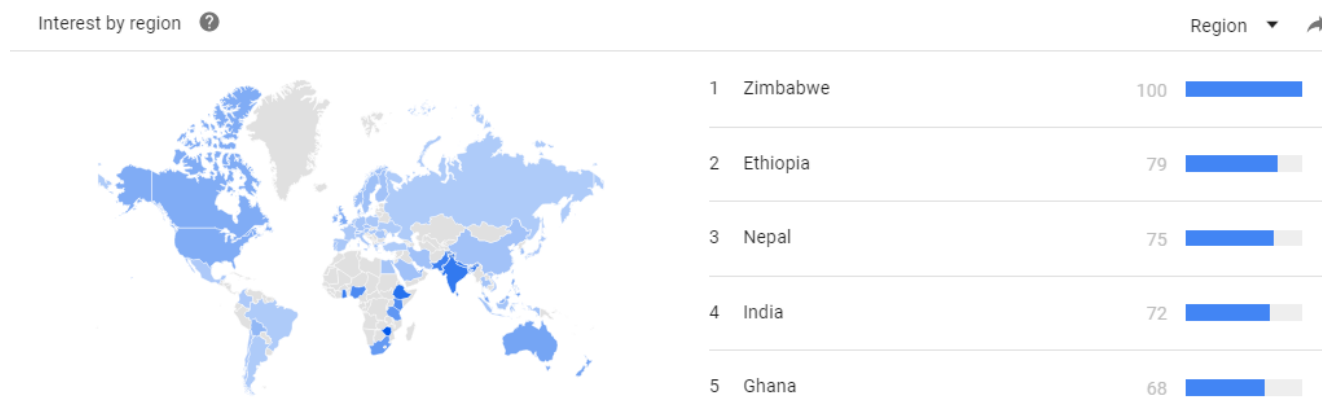 Interest by region
Region
1 Zimbabwe 100
2 Ethiopia 79
3 Nepal 75
4 India 72
5 Ghana 68